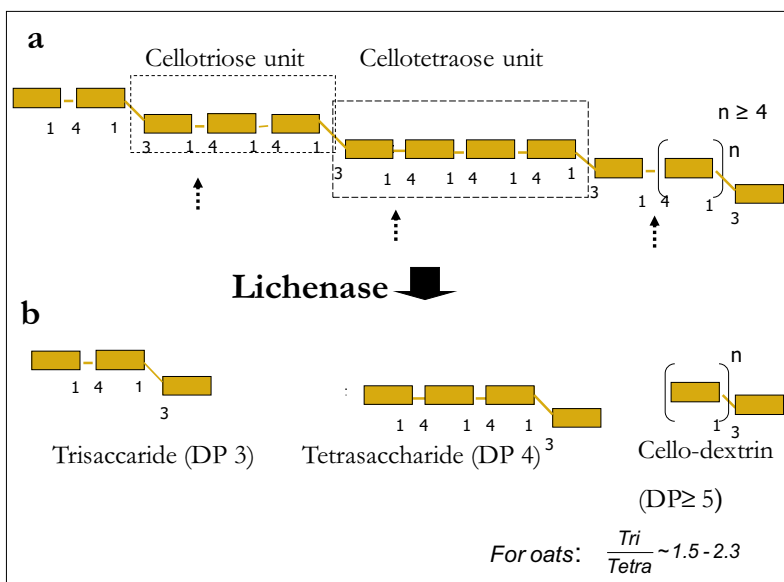 a
Cellotriose unit Cellotetraose unit
n ≥ 4
n
1 4 1
3 1 4 1 4 1
3 1 4 1 4 1 4 1
3 1 4 1 3
Lichenase
b
n
1 4 1
3
:
1 4 1 4 1
3
1 3
Trisaccaride (DP 3) Tetrasaccharide (DP 4) Cello-dextrin
(DP≥ 5)
For oats: Tri
Tetra ~1.5 - 2.3